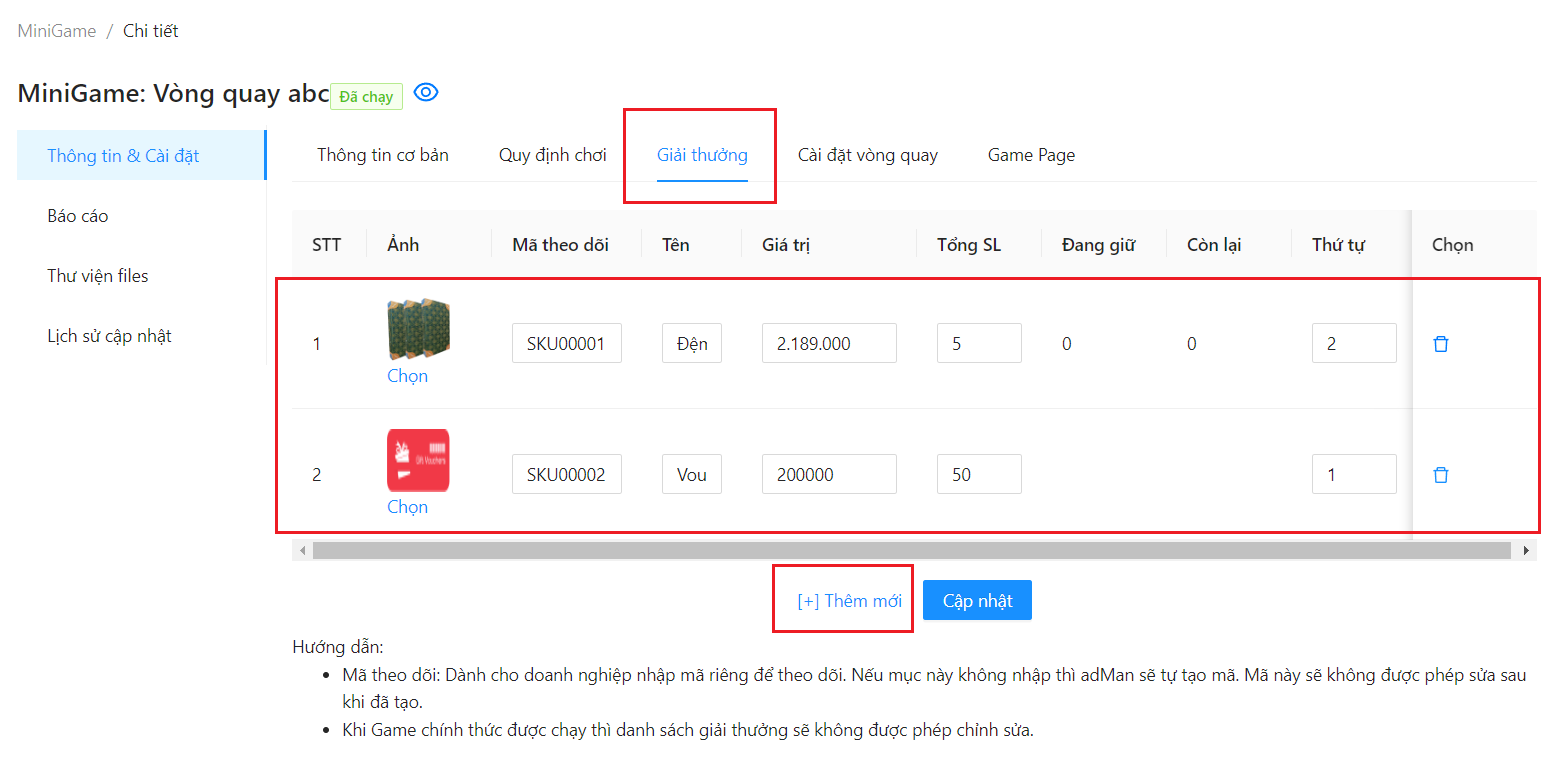 MiniGame / Chi tiết
MiniGame: Vòng quay abc Đã chạy
Thông tin & Cài đặt
Báo cáo
Thư viện files
Lịch sử cập nhật
Thông tin cơ bản Quy định chơi Giải thưởng Cài đặt vòng quay Game Page
STT Ảnh Mã theo dõi Tên Giá trị Tổng SL Đang giữ Còn lại Thứ tự Chọn
1 SKU00001 Đện 2.189.000 5 0 0 2
Chọn
Gift Vouchers
2 SKU00002 Vou 200000 50 1
Chọn
[+] Thêm mới Cập nhật
Hướng dẫn:
• Mã theo dõi: Dành cho doanh nghiệp nhập mã riêng để theo dõi. Nếu mục này không nhập thì adMan sẽ tự tạo mã. Mã này sẽ không được phép sửa sau
khi đã tạo.
• Khi Game chính thức được chạy thì danh sách giải thưởng sẽ không được phép chỉnh sửa.